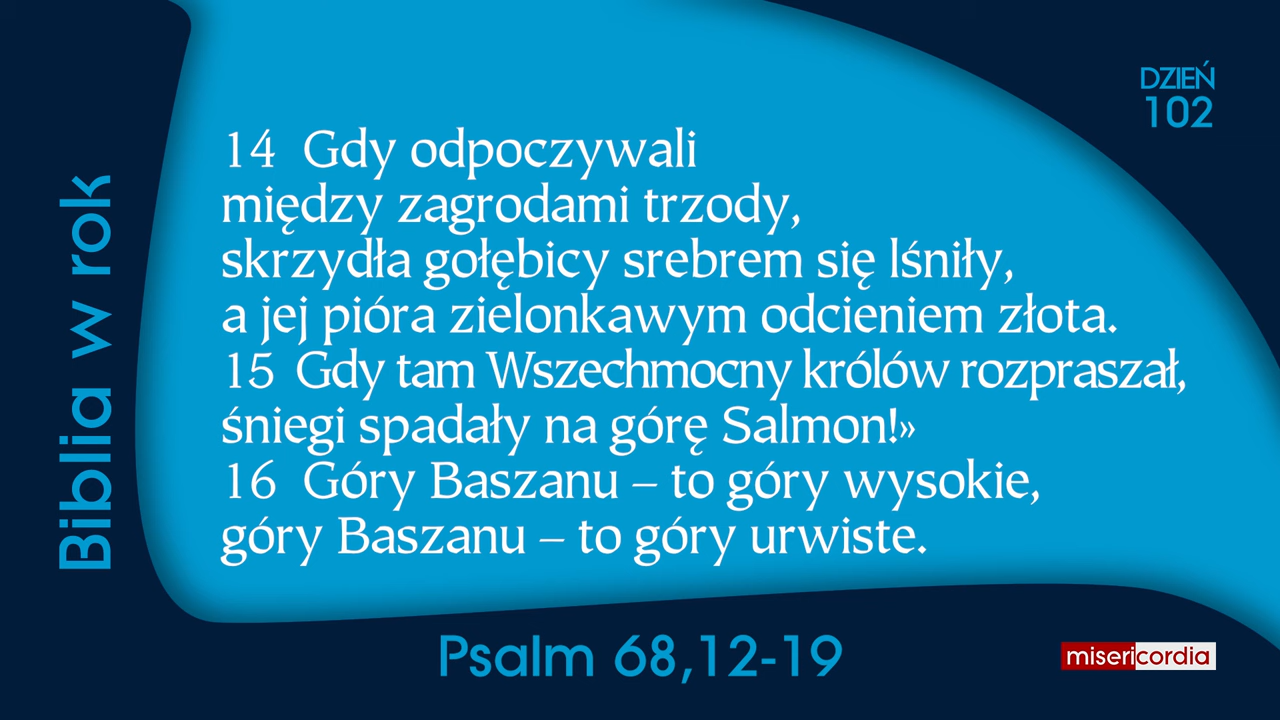 DZIEŃ
102
Biblia w rok
14 Gdy odpoczywali
między zagrodami trzody,
skrzydła gołębicy srebrem się lśniły,
a jej pióra zielonkawym odcieniem złota.
15 Gdy tam Wszechmocny królów rozpraszał,
śniegi spadały na górę Salmon!»
16 Góry Baszanu – to góry wysokie,
góry Baszanu – to góry urwiste.
Psalm 68,12-19
misericordia